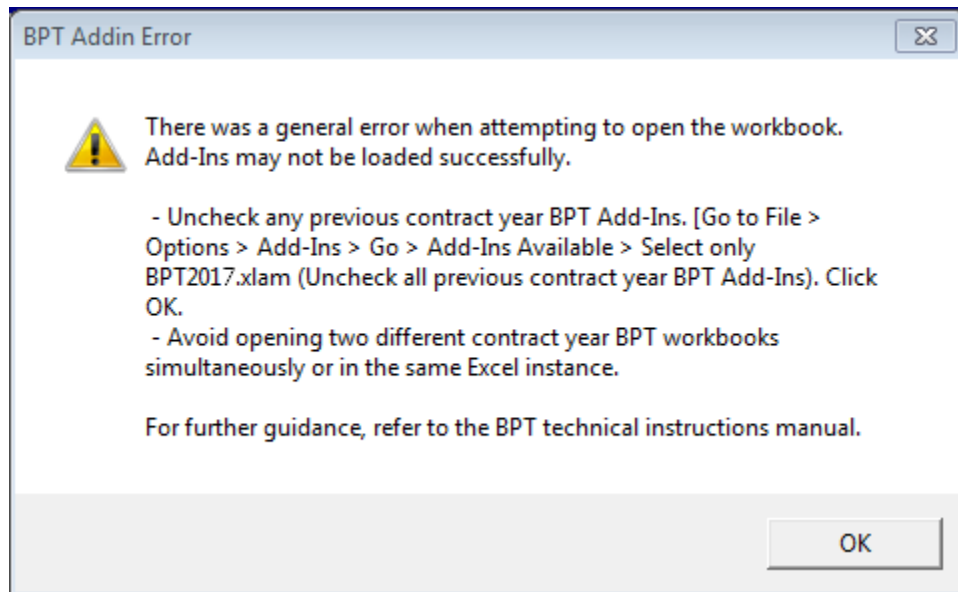 BPT Addin Error
There was a general error when attempting to open the workbook.
Add-Ins may not be loaded successfully.
- Uncheck any previous contract year BPT Add-Ins. [Go to File >
Options > Add-Ins > Go > Add-Ins Available > Select only
BPT2017.xlam (Uncheck all previous contract year BPT Add-Ins). Click
OK.
- Avoid opening two different contract year BPT workbooks
simultaneously or in the same Excel instance.
For further guidance, refer to the BPT technical instructions manual.
OK